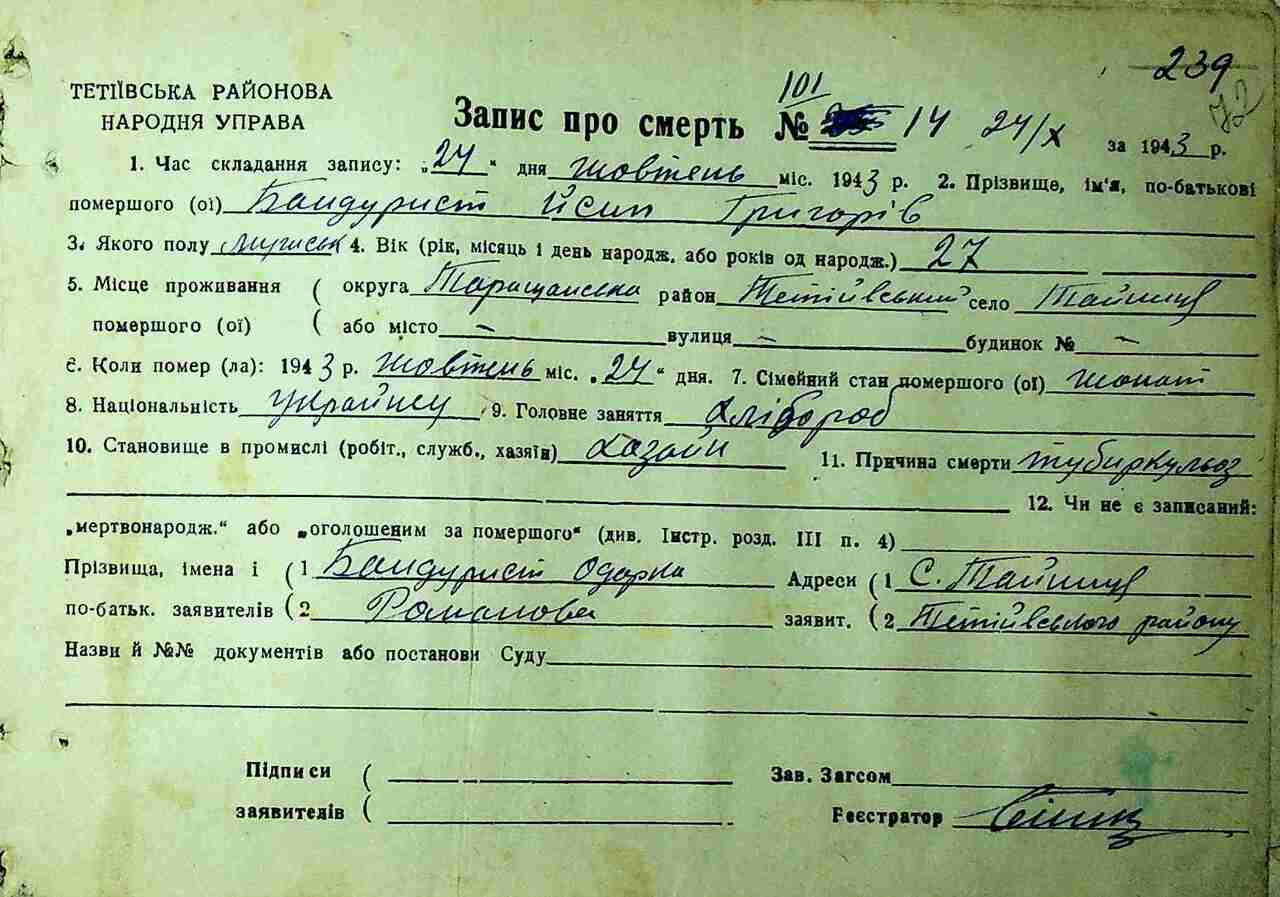 239
72
101
ТЕТІЇВСЬКА РАЙОНОВА
НАРОДНЯ УПРАВА
Запис про смерть № 14 24/X за 1943 р.
1. Час складання запису: „24“ дня жовтень міс. 1943 р. 2. Прізвище, ім'я, по-батькові
помершого (ої) Бандурист Йсип Григорів
3. Якого полу мужськ 4. Вік (рік, місяць і день народж. або років од народж.) 27
5. Місце проживання ( округа Таращанська район Тетіївський село Тайниця
помершого (ої) ( або місто – вулиця – будинок № –
6. Коли помер (ла): 1943 р. жовтень міс. „24“ дня. 7. Сімейний стан помершого (ої) жонат
8. Національність Українец 9. Головне заняття хлібороб
10. Становище в промислі (робіт., служб., хазяїн) хазаїн 11. Причина смерти тубиркульоз
12. Чи не є записаний:
„мертвонародж.“ або „оголошеним за помершого“ (див. Інстр. розд. III п. 4)
Прізвища, імена і ( 1 Бандурист Одарка Адреси ( 1 С. Тайниця
по-батьк. заявителів ( 2 Романова заявит. ( 2 Тетіївського району
Назви й №№ документів або постанови Суду
Підписи ( Зав. Загсом
заявителів ( Реєстратор